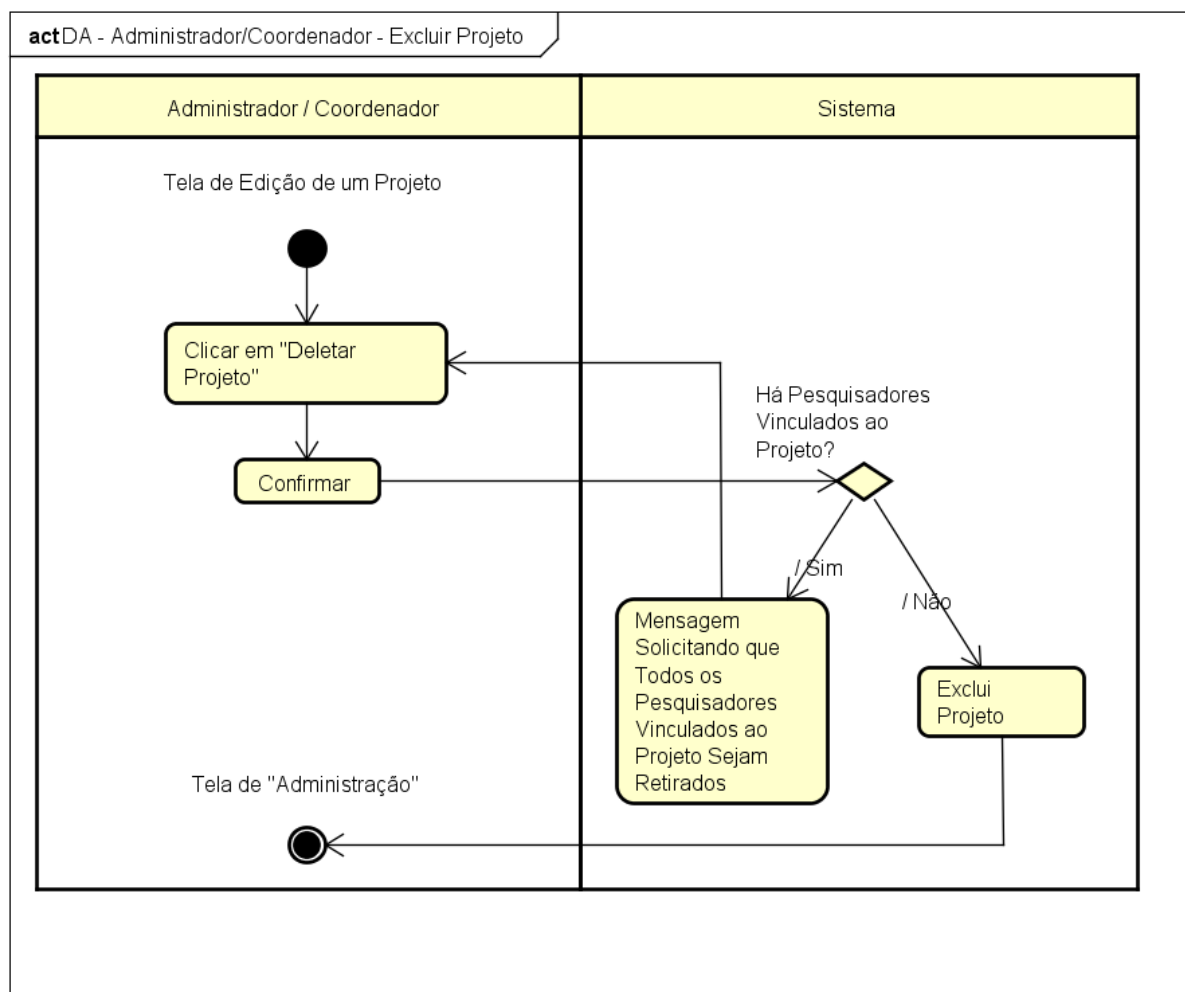 act DA - Administrador/Coordenador - Excluir Projeto
Administrador / Coordenador
Sistema
Tela de Edição de um Projeto
Clicar em "Deletar
Projeto"
Há Pesquisadores
Vinculados ao
Projeto?
Confirmar
/ Sim
/ Não
Mensagem
Solicitando que
Todos os
Pesquisadores
Vinculados ao
Projeto Sejam
Retirados
Exclui
Projeto
Tela de "Administração"